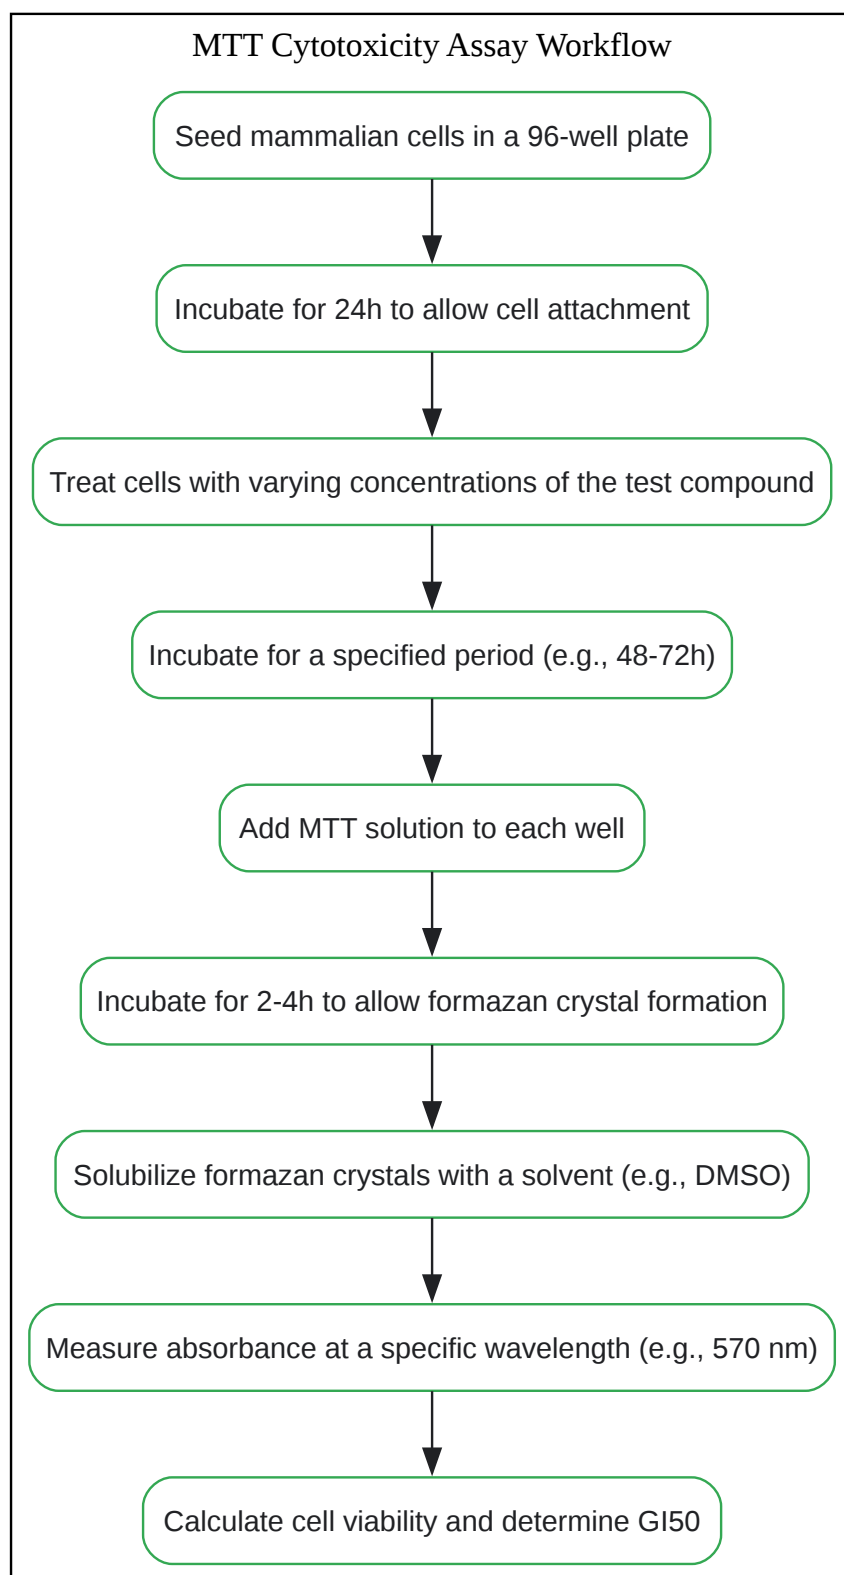 MTT Cytotoxicity Assay Workflow
Seed mammalian cells in a 96-well plate
Incubate for 24h to allow cell attachment
Treat cells with varying concentrations of the test compound
Incubate for a specified period (e.g., 48-72h)
Add MTT solution to each well
Incubate for 2-4h to allow formazan crystal formation
Solubilize formazan crystals with a solvent (e.g., DMSO)
Measure absorbance at a specific wavelength (e.g., 570 nm)
Calculate cell viability and determine GI50